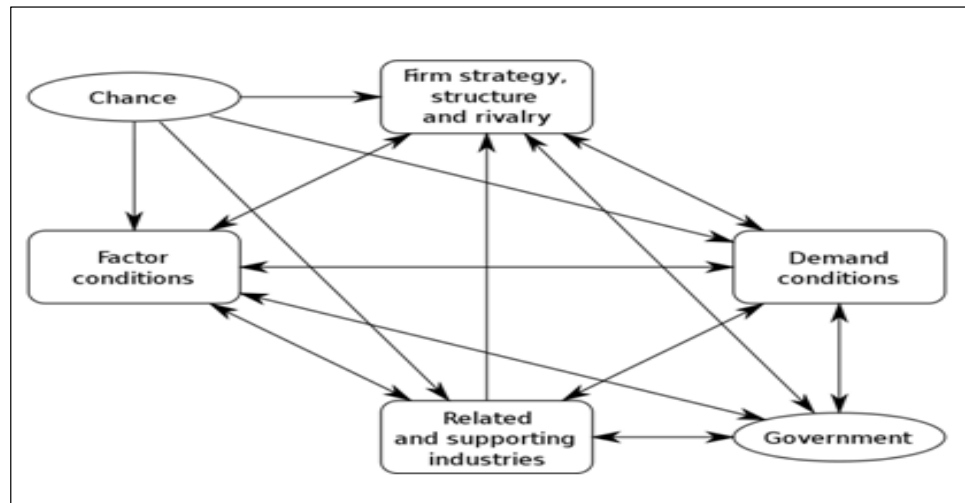 Firm strategy,
structure
and rivalry
Chance
Factor
conditions
Demand
conditions
Related
and supporting
industries
Government